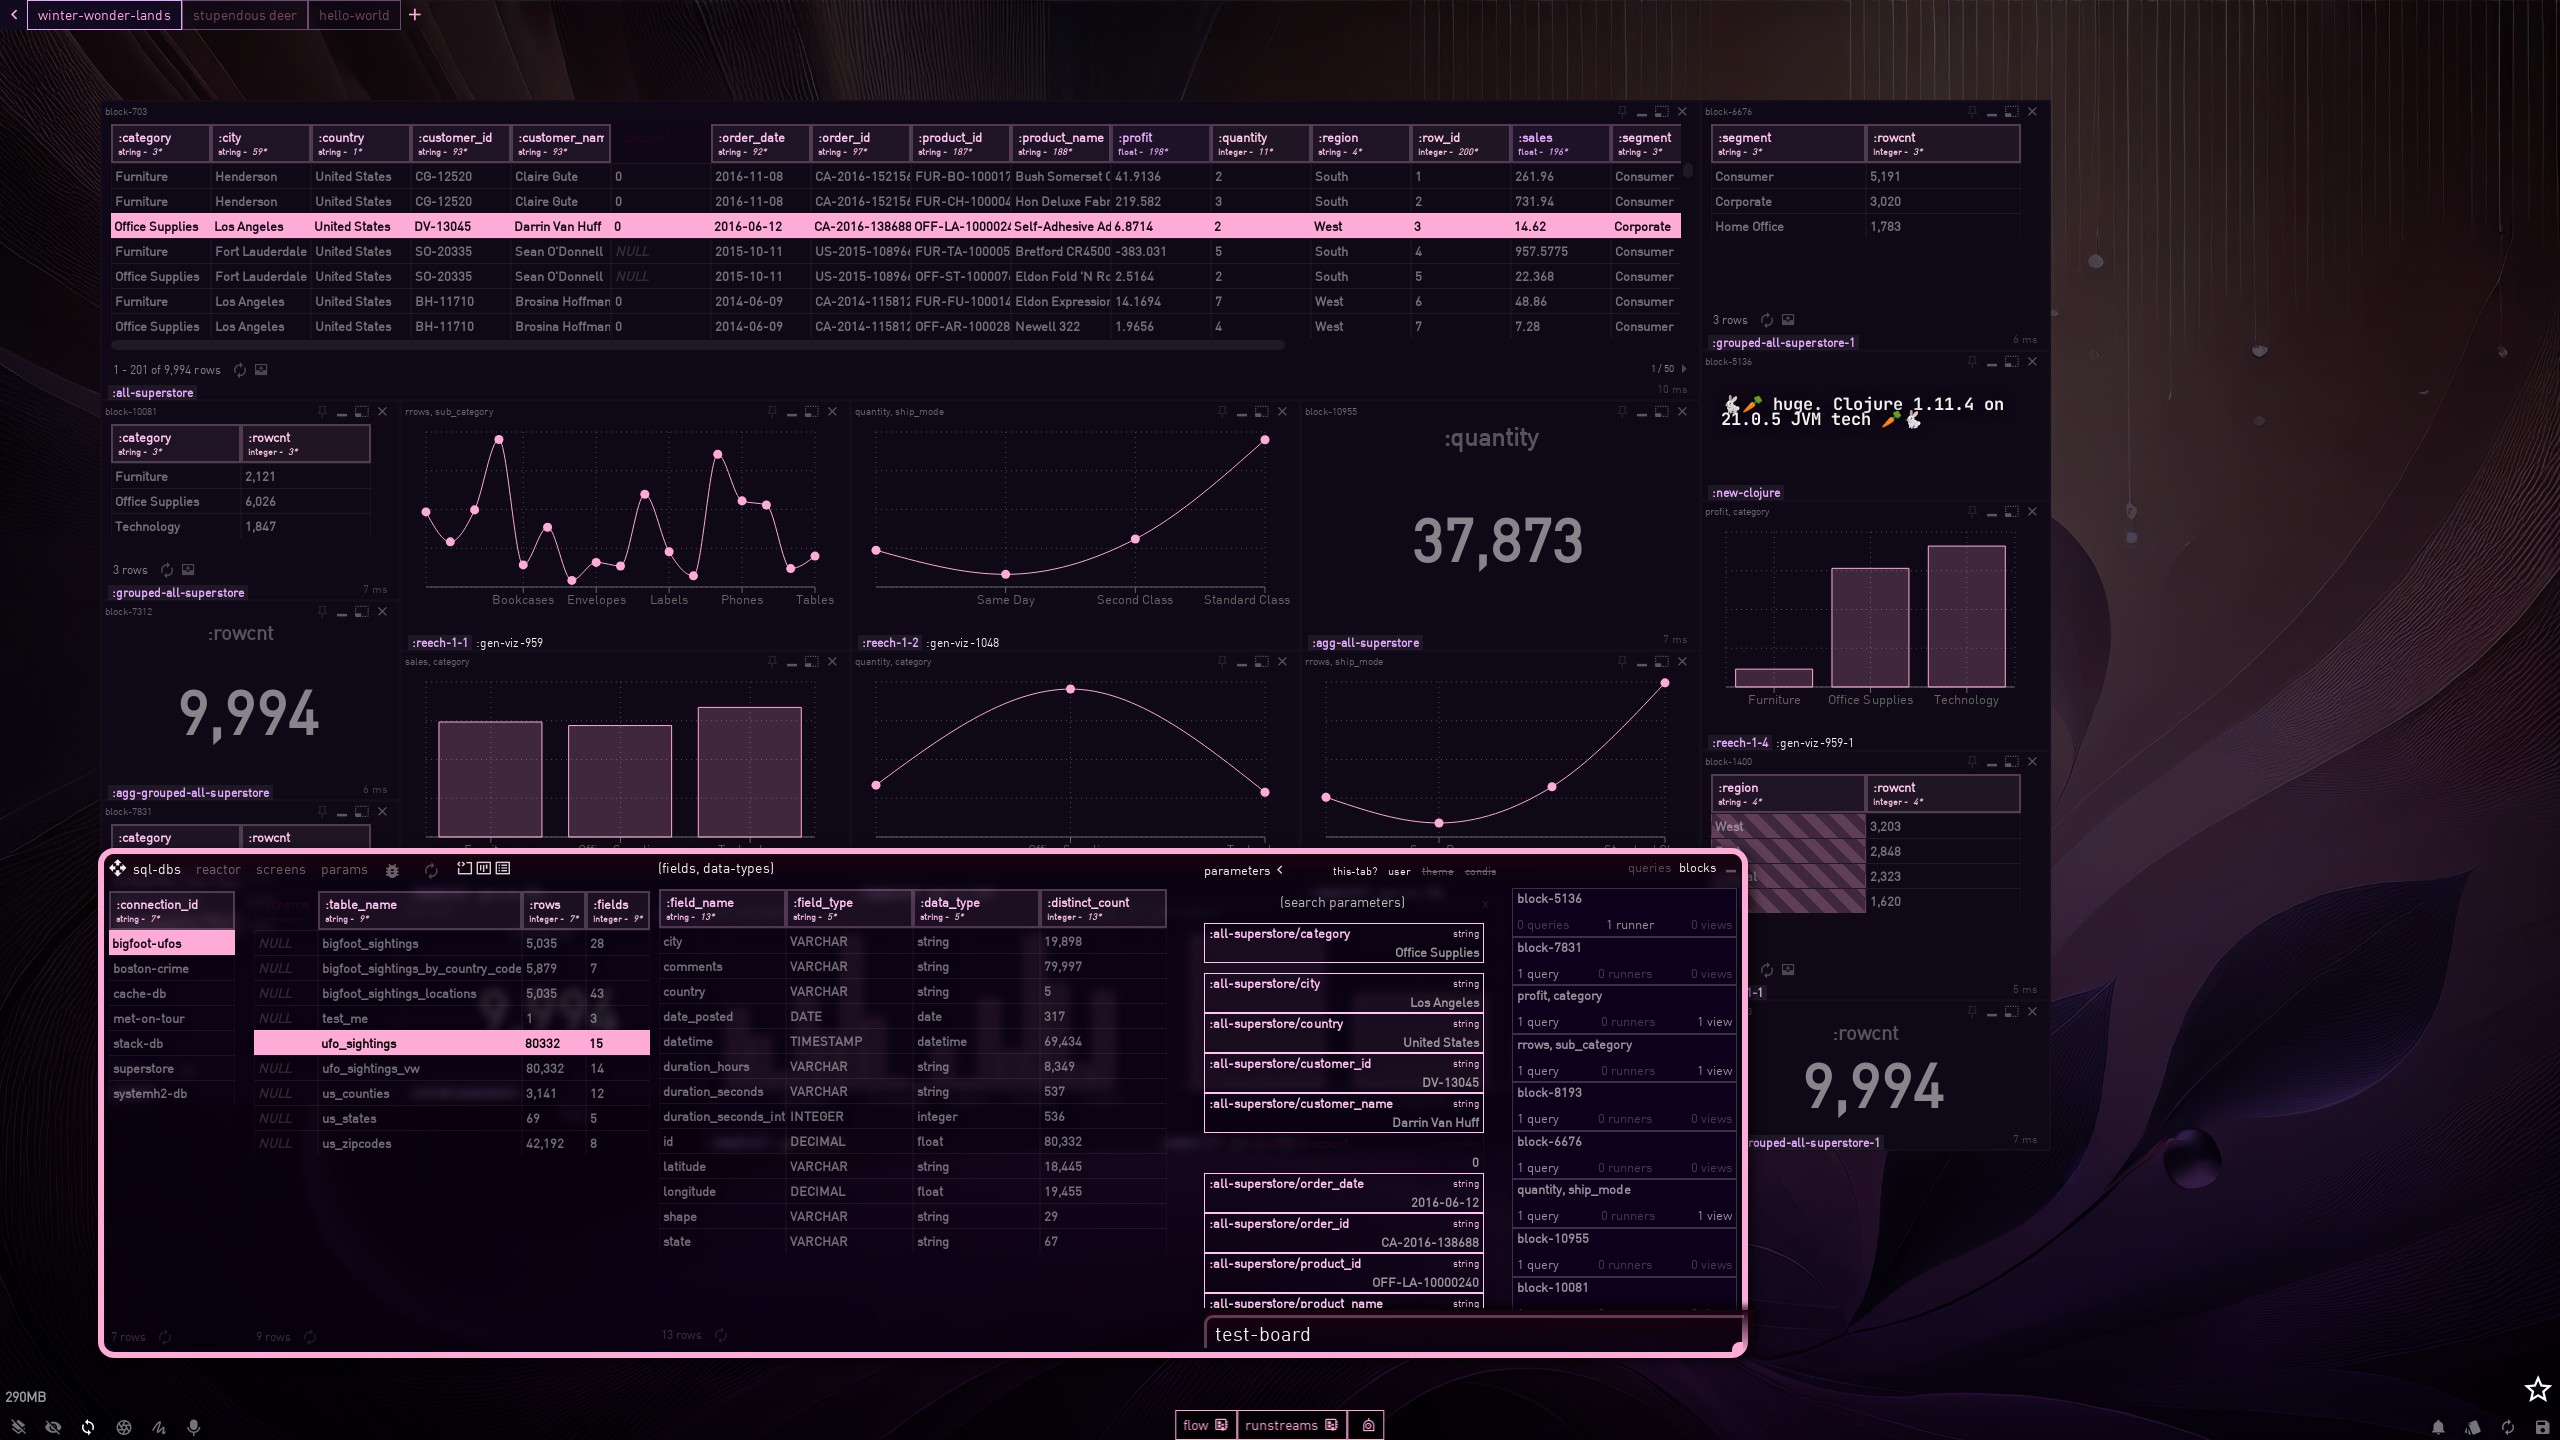 winter-wonder-lands stupendous deer hello-world +
block-703
:category :city :country :customer_id :customer_nam :order_date :order_id :product_id :product_name :profit :quantity :region :row_id :sales :segment
string - 3* string - 59* string - 1* string - 93* string - 93* string - 92* string - 97* string - 187* string - 188* float - 198* integer - 11* string - 4* integer - 200* float - 196* string - 3*
Furniture Henderson United States CG-12520 Claire Gute 0 2016-11-08 CA-2016-152156 FUR-BO-100017 Bush Somerset C 41.9136 2 South 1 261.96 Consumer
Furniture Henderson United States CG-12520 Claire Gute 0 2016-11-08 CA-2016-152156 FUR-CH-100004 Hon Deluxe Fabr 219.582 3 South 2 731.94 Consumer
Office Supplies Los Angeles United States DV-13045 Darrin Van Huff 0 2016-06-12 CA-2016-138688 OFF-LA-1000024 Self-Adhesive Ad 6.8714 2 West 3 14.62 Corporate
Furniture Fort Lauderdale United States SO-20335 Sean O'Donnell NULL 2015-10-11 US-2015-108966 FUR-TA-100005 Bretford CR4500 -383.031 5 South 4 957.5775 Consumer
Office Supplies Fort Lauderdale United States SO-20335 Sean O'Donnell NULL 2015-10-11 US-2015-108966 OFF-ST-100007 Eldon Fold 'N Ro 2.5164 2 South 5 22.368 Consumer
Furniture Los Angeles United States BH-11710 Brosina Hoffman 0 2014-06-09 CA-2014-115812 FUR-FU-100014 Eldon Expression 14.1694 7 West 6 48.86 Consumer
Office Supplies Los Angeles United States BH-11710 Brosina Hoffman 0 2014-06-09 CA-2014-115812 OFF-AR-100028 Newell 322 1.9656 4 West 7 7.28 Consumer
1 - 201 of 9,994 rows 1 / 50
10 ms
:all-superstore
block-6676
:segment :rowcnt
string - 3* integer - 3*
Consumer 5,191
Corporate 3,020
Home Office 1,783
3 rows
:grouped-all-superstore-1 6 ms
block-5136
🐇🥕 huge. Clojure 1.11.4 on
21.0.5 JVM tech 🥕🐇
:new-clojure
block-10081
:category :rowcnt
string - 3* integer - 3*
Furniture 2,121
Office Supplies 6,026
Technology 1,847
3 rows
:grouped-all-superstore 7 ms
rrows, sub_category
Bookcases Envelopes Labels Phones Tables
:reech-1-1 :gen-viz-959
quantity, ship_mode
Same Day Second Class Standard Class
:reech-1-2 :gen-viz-1048
block-10955
:quantity
37,873
:agg-all-superstore 7 ms
profit, category
Furniture Office Supplies Technology
:reech-1-4 :gen-viz-959-1
block-7312
:rowcnt
9,994
:agg-grouped-all-superstore 6 ms
sales, category
quantity, category
rrows, ship_mode
block-1400
:region :rowcnt
string - 4* integer - 4*
West 3,203
2,848
2,323
1,620
5 ms
:rowcnt
9,994
rouped-all-superstore-1 7 ms
block-7831
:category :rowcnt
sql-dbs reactor screens params
:connection_id
string - 7*
bigfoot-ufos
boston-crime
cache-db
met-on-tour
stack-db
superstore
systemh2-db
7 rows
:table_name :rows :fields
string - 9* integer - 7* integer - 9*
NULL bigfoot_sightings 5,035 28
NULL bigfoot_sightings_by_country_code 5,879 7
NULL bigfoot_sightings_locations 5,035 43
NULL test_me 1 3
ufo_sightings 80332 15
NULL ufo_sightings_vw 80,332 14
NULL us_counties 3,141 12
NULL us_states 69 5
NULL us_zipcodes 42,192 8
9 rows
(fields, data-types)
:field_name :field_type :data_type :distinct_count
string - 13* string - 5* string - 5* integer - 13*
city VARCHAR string 19,898
comments VARCHAR string 79,997
country VARCHAR string 5
date_posted DATE date 317
datetime TIMESTAMP datetime 69,434
duration_hours VARCHAR string 8,349
duration_seconds VARCHAR string 537
duration_seconds_int INTEGER integer 536
id DECIMAL float 80,332
latitude VARCHAR string 18,445
longitude DECIMAL float 19,455
shape VARCHAR string 29
state VARCHAR string 67
13 rows
parameters this-tab? user theme condis
(search parameters) x
:all-superstore/category string
Office Supplies
:all-superstore/city string
Los Angeles
:all-superstore/country string
United States
:all-superstore/customer_id string
DV-13045
:all-superstore/customer_name string
Darrin Van Huff
0
:all-superstore/order_date string
2016-06-12
:all-superstore/order_id string
CA-2016-138688
:all-superstore/product_id string
OFF-LA-10000240
:all-superstore/product_name string
queries blocks
block-5136
0 queries 1 runner 0 views
block-7831
1 query 0 runners 0 views
profit, category
1 query 0 runners 1 view
rrows, sub_category
1 query 0 runners 1 view
block-8193
1 query 0 runners 0 views
block-6676
1 query 0 runners 0 views
quantity, ship_mode
1 query 0 runners 1 view
block-10955
1 query 0 runners 0 views
block-10081
test-board
290MB
flow runstreams